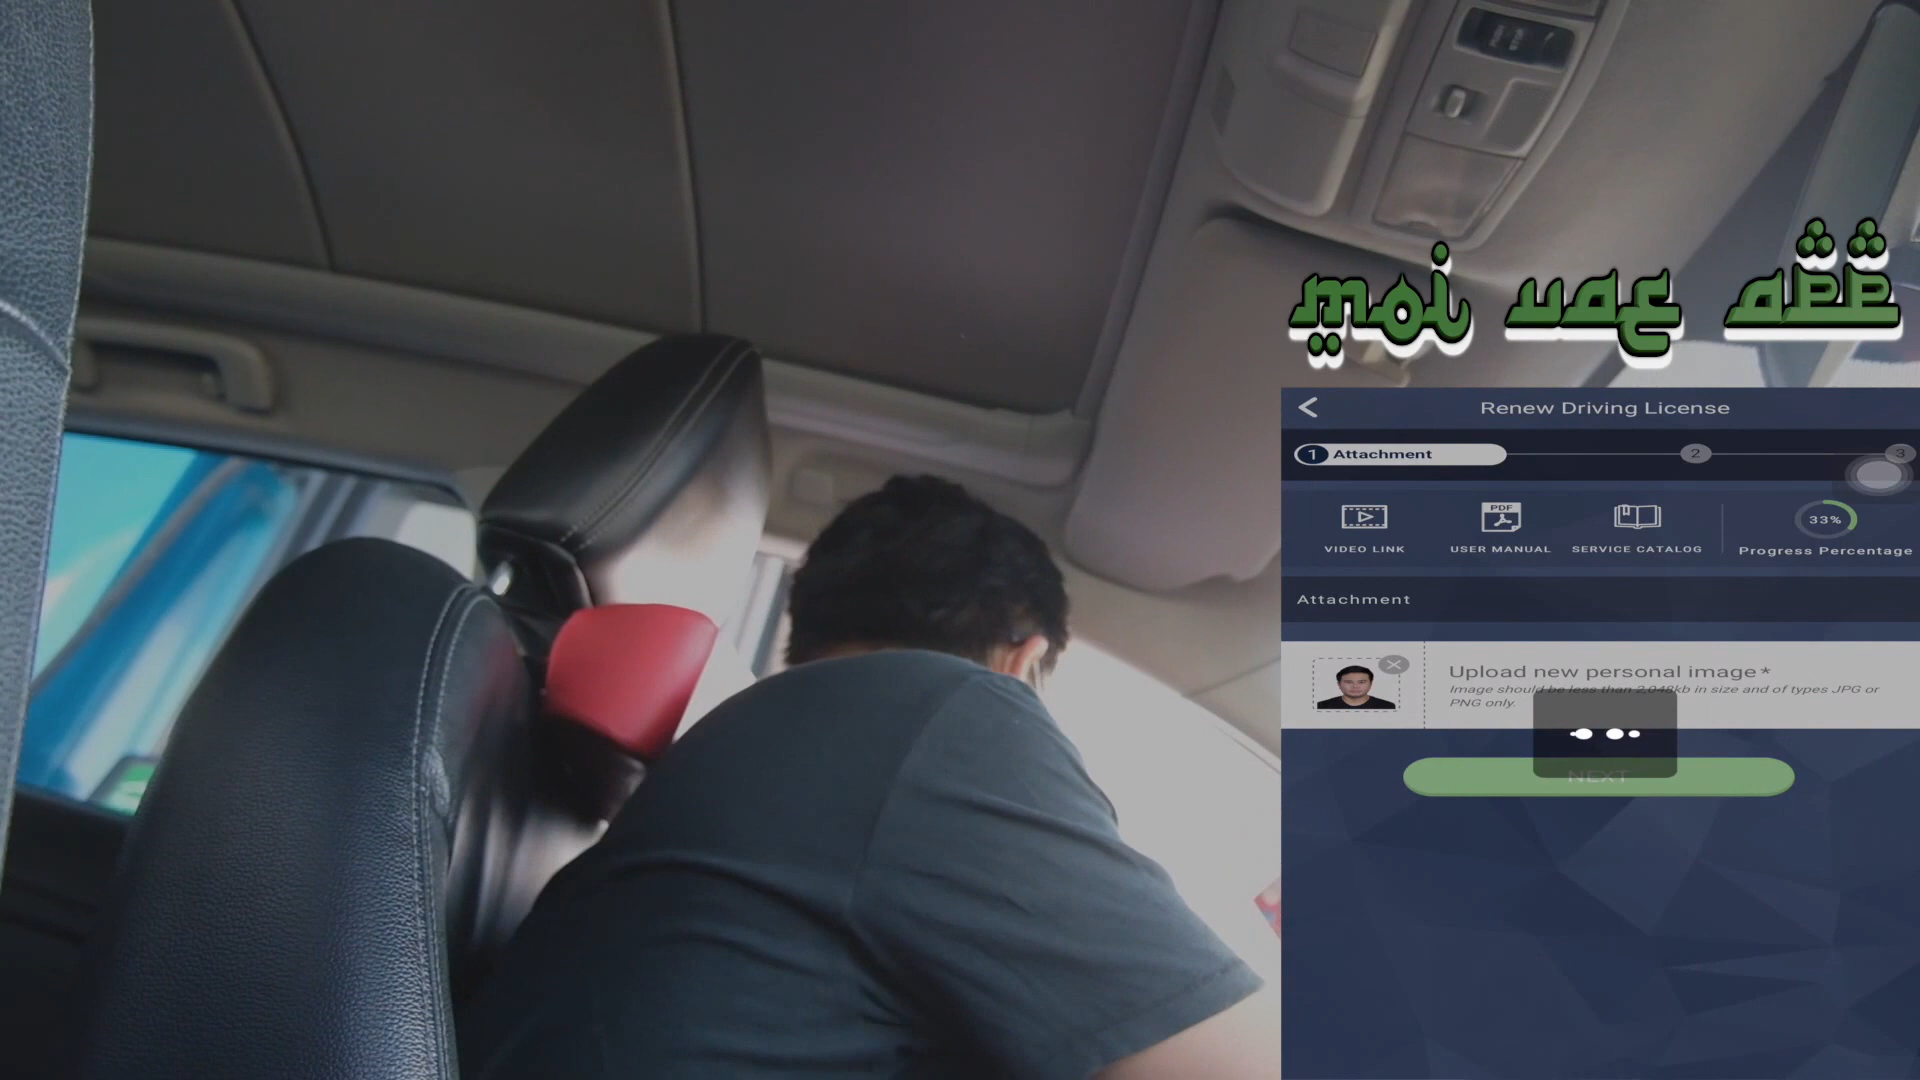 moi uae app
Renew Driving License
1 Attachment 2 3
VIDEO LINK
USER MANUAL
SERVICE CATALOG
33%
Progress Percentage
PDF
Attachment
Upload new personal image*
Image should be less than 2,048kb in size and of types JPG or
PNG only.
NEXT